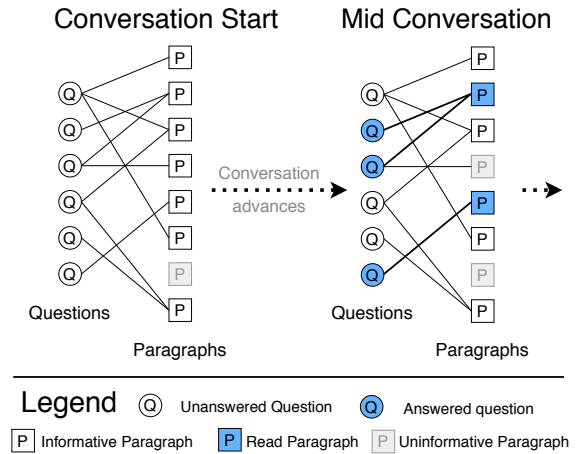 Conversation Start Mid Conversation
P P
Q P Q P
Q P Q P
Q P Q P
Conversation
advances
Q P Q P
Q P Q P
Q P Q P
P P
Questions Questions
Paragraphs Paragraphs
Legend Q Unanswered Question Q Answered question
P Informative Paragraph P Read Paragraph P Uninformative Paragraph